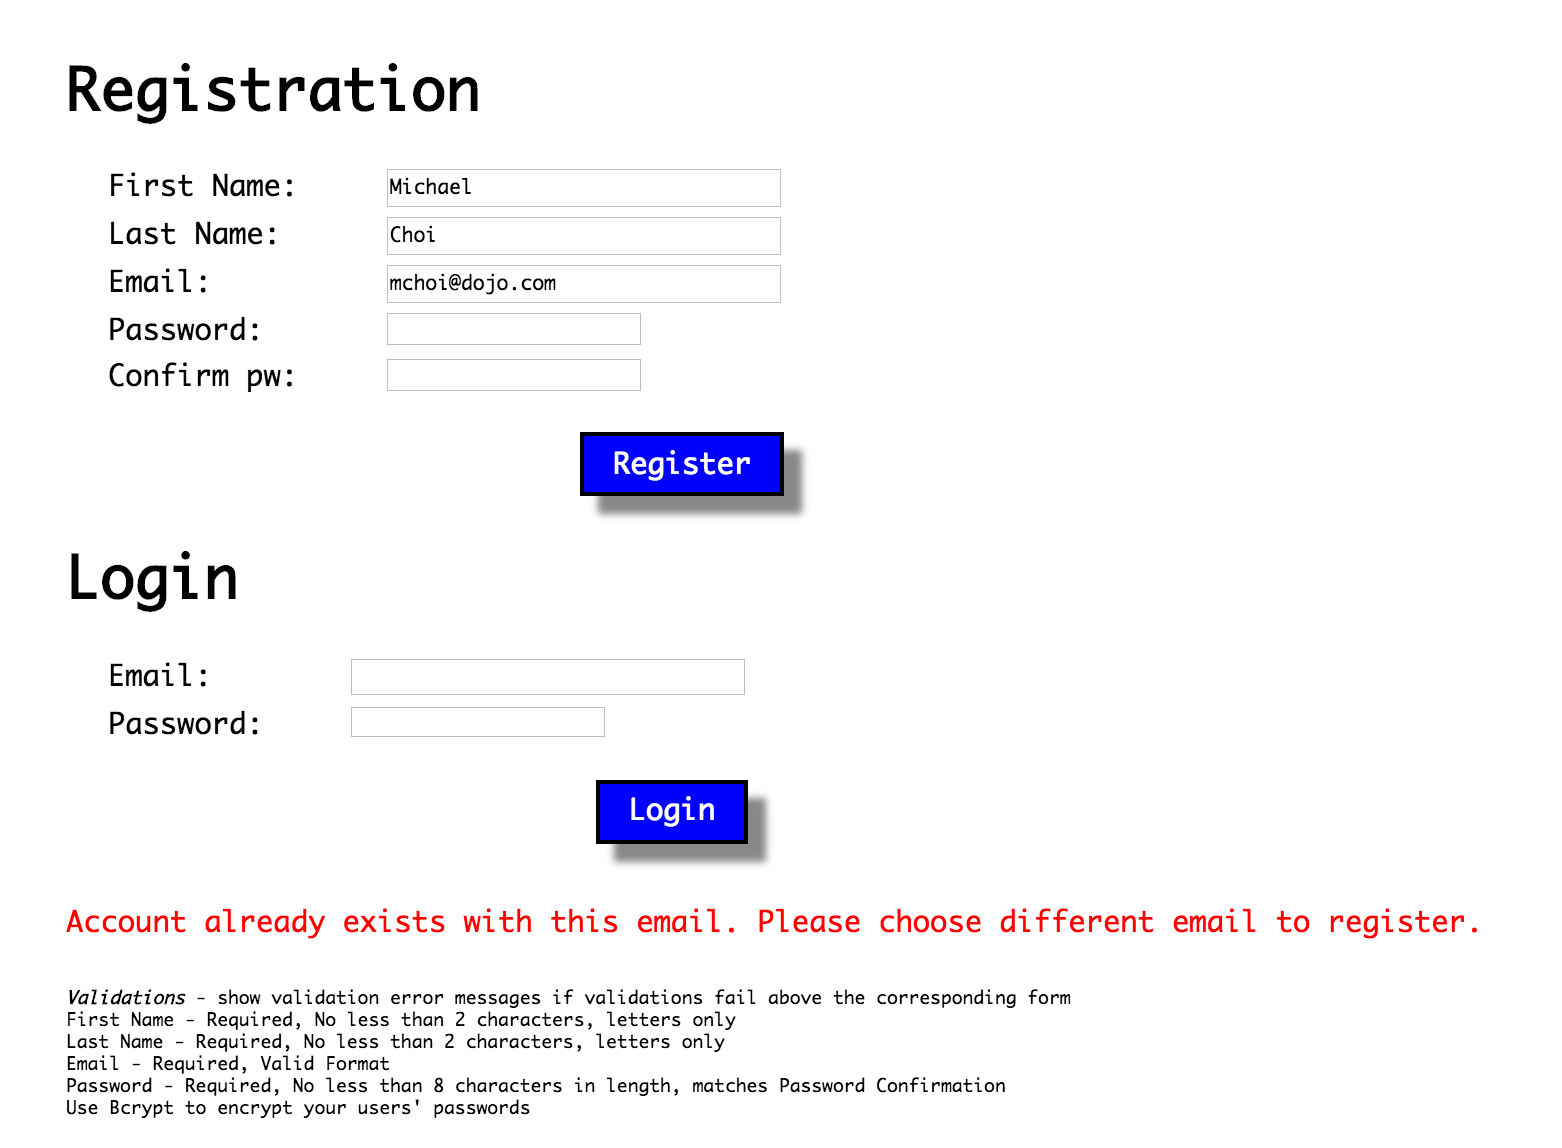 Registration
First Name: Michael
Last Name: Choi
Email: mchoi@dojo.com
Password:
Confirm pw:
Register
Login
Email:
Password:
Login
Account already exists with this email. Please choose different email to register.
Validations - show validation error messages if validations fail above the corresponding form
First Name - Required, No less than 2 characters, letters only
Last Name - Required, No less than 2 characters, letters only
Email - Required, Valid Format
Password - Required, No less than 8 characters in length, matches Password Confirmation
Use Bcrypt to encrypt your users' passwords